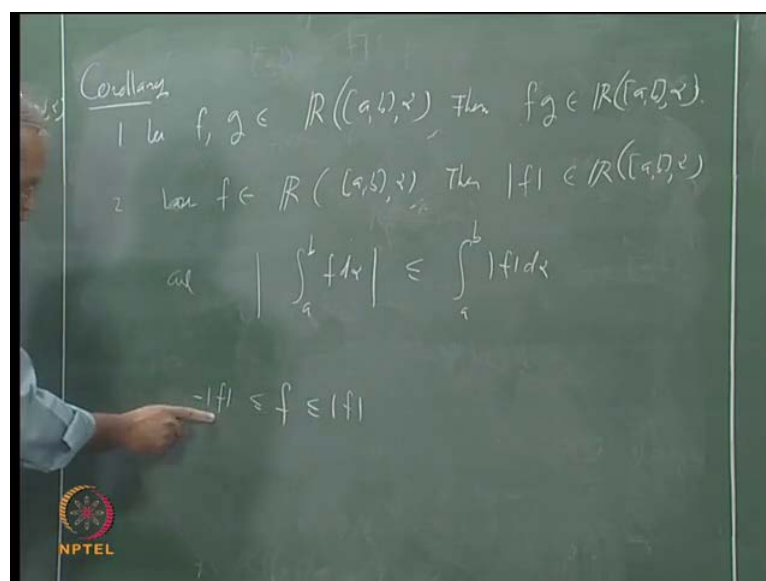 Corollary
1 Let f, g ∈ R([a,b],α). Then fg ∈ R([a,b],α).
2 Let f ∈ R([a,b],α). Then |f| ∈ R([a,b],α)
and | ∫_a^b f dα | ≤ ∫_a^b |f| dα
-|f| ≤ f ≤ |f|
NPTEL